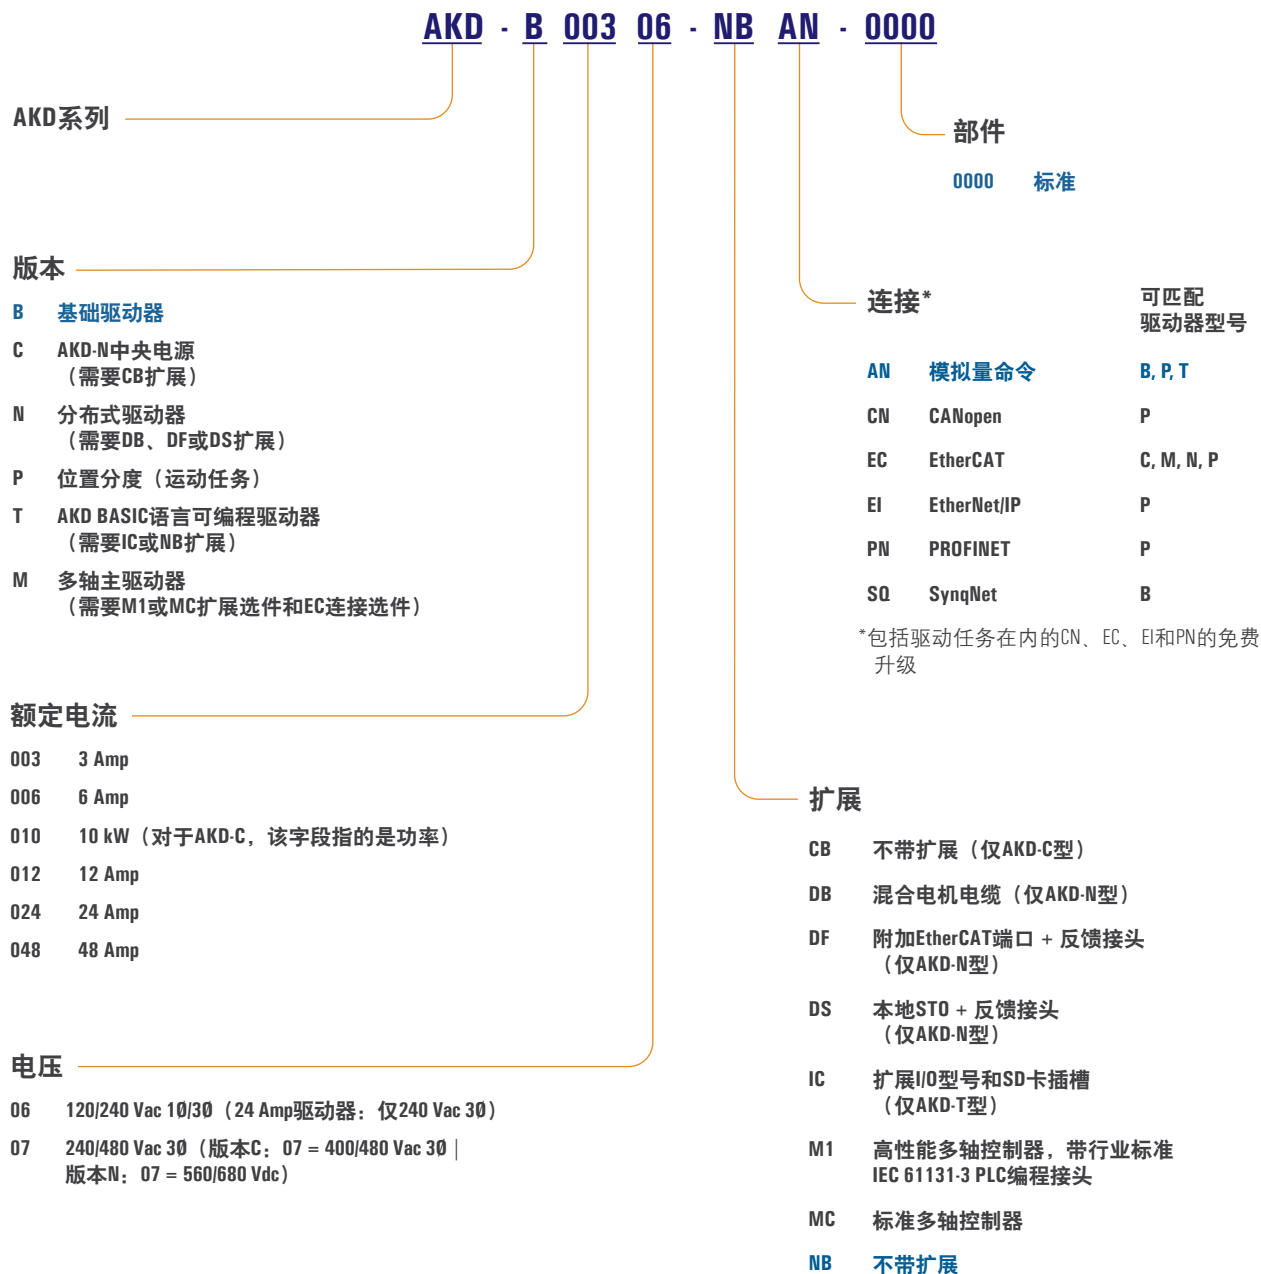 AKD - B 003 06 - NB AN - 0000
AKD系列
部件
0000 标准
版本
B 基础驱动器
C AKD-N中央电源
（需要CB扩展）
N 分布式驱动器
（需要DB、DF或DS扩展）
P 位置分度（运动任务）
T AKD BASIC语言可编程驱动器
（需要IC或NB扩展）
M 多轴主驱动器
（需要M1或MC扩展选件和EC连接选件）
连接* 可匹配
驱动器型号
AN 模拟量命令 B, P, T
CN CANopen P
EC EtherCAT C, M, N, P
EI EtherNet/IP P
PN PROFINET P
SQ SynqNet B
*包括驱动任务在内的CN、EC、EI和PN的免费
升级
额定电流
003 3 Amp
006 6 Amp
010 10 kW（对于AKD-C，该字段指的是功率）
012 12 Amp
024 24 Amp
048 48 Amp
电压
06 120/240 Vac 1Ø/3Ø（24 Amp驱动器：仅240 Vac 3Ø）
07 240/480 Vac 3Ø（版本C：07 = 400/480 Vac 3Ø |
版本N：07 = 560/680 Vdc）
扩展
CB 不带扩展（仅AKD-C型）
DB 混合电机电缆（仅AKD-N型）
DF 附加EtherCAT端口 + 反馈接头
（仅AKD-N型）
DS 本地STO + 反馈接头
（仅AKD-N型）
IC 扩展I/O型号和SD卡插槽
（仅AKD-T型）
M1 高性能多轴控制器，带行业标准
IEC 61131-3 PLC编程接头
MC 标准多轴控制器
NB 不带扩展